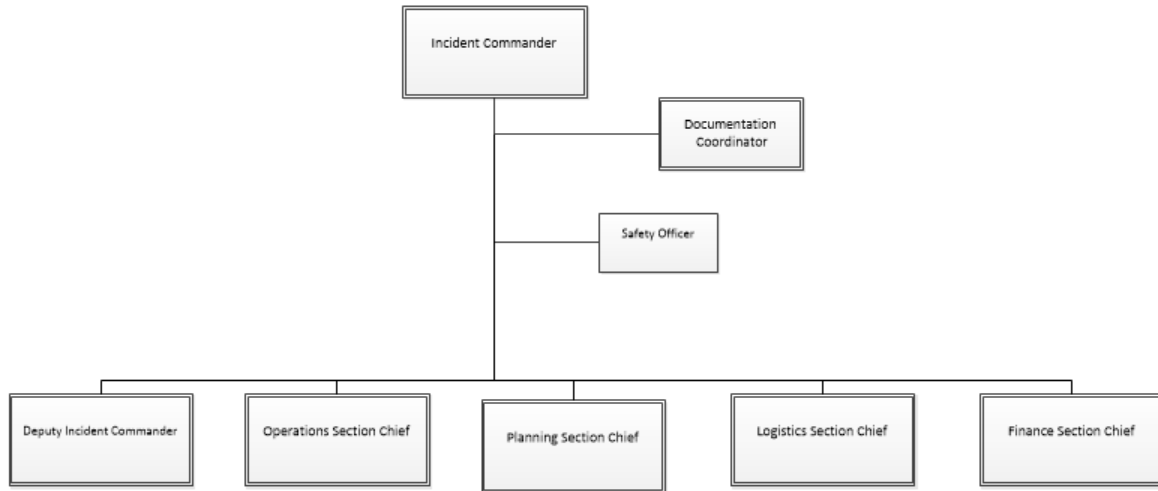 Incident Commander
Documentation
Coordinator
Safety Officer
Deputy Incident Commander
Operations Section Chief
Planning Section Chief
Logistics Section Chief
Finance Section Chief